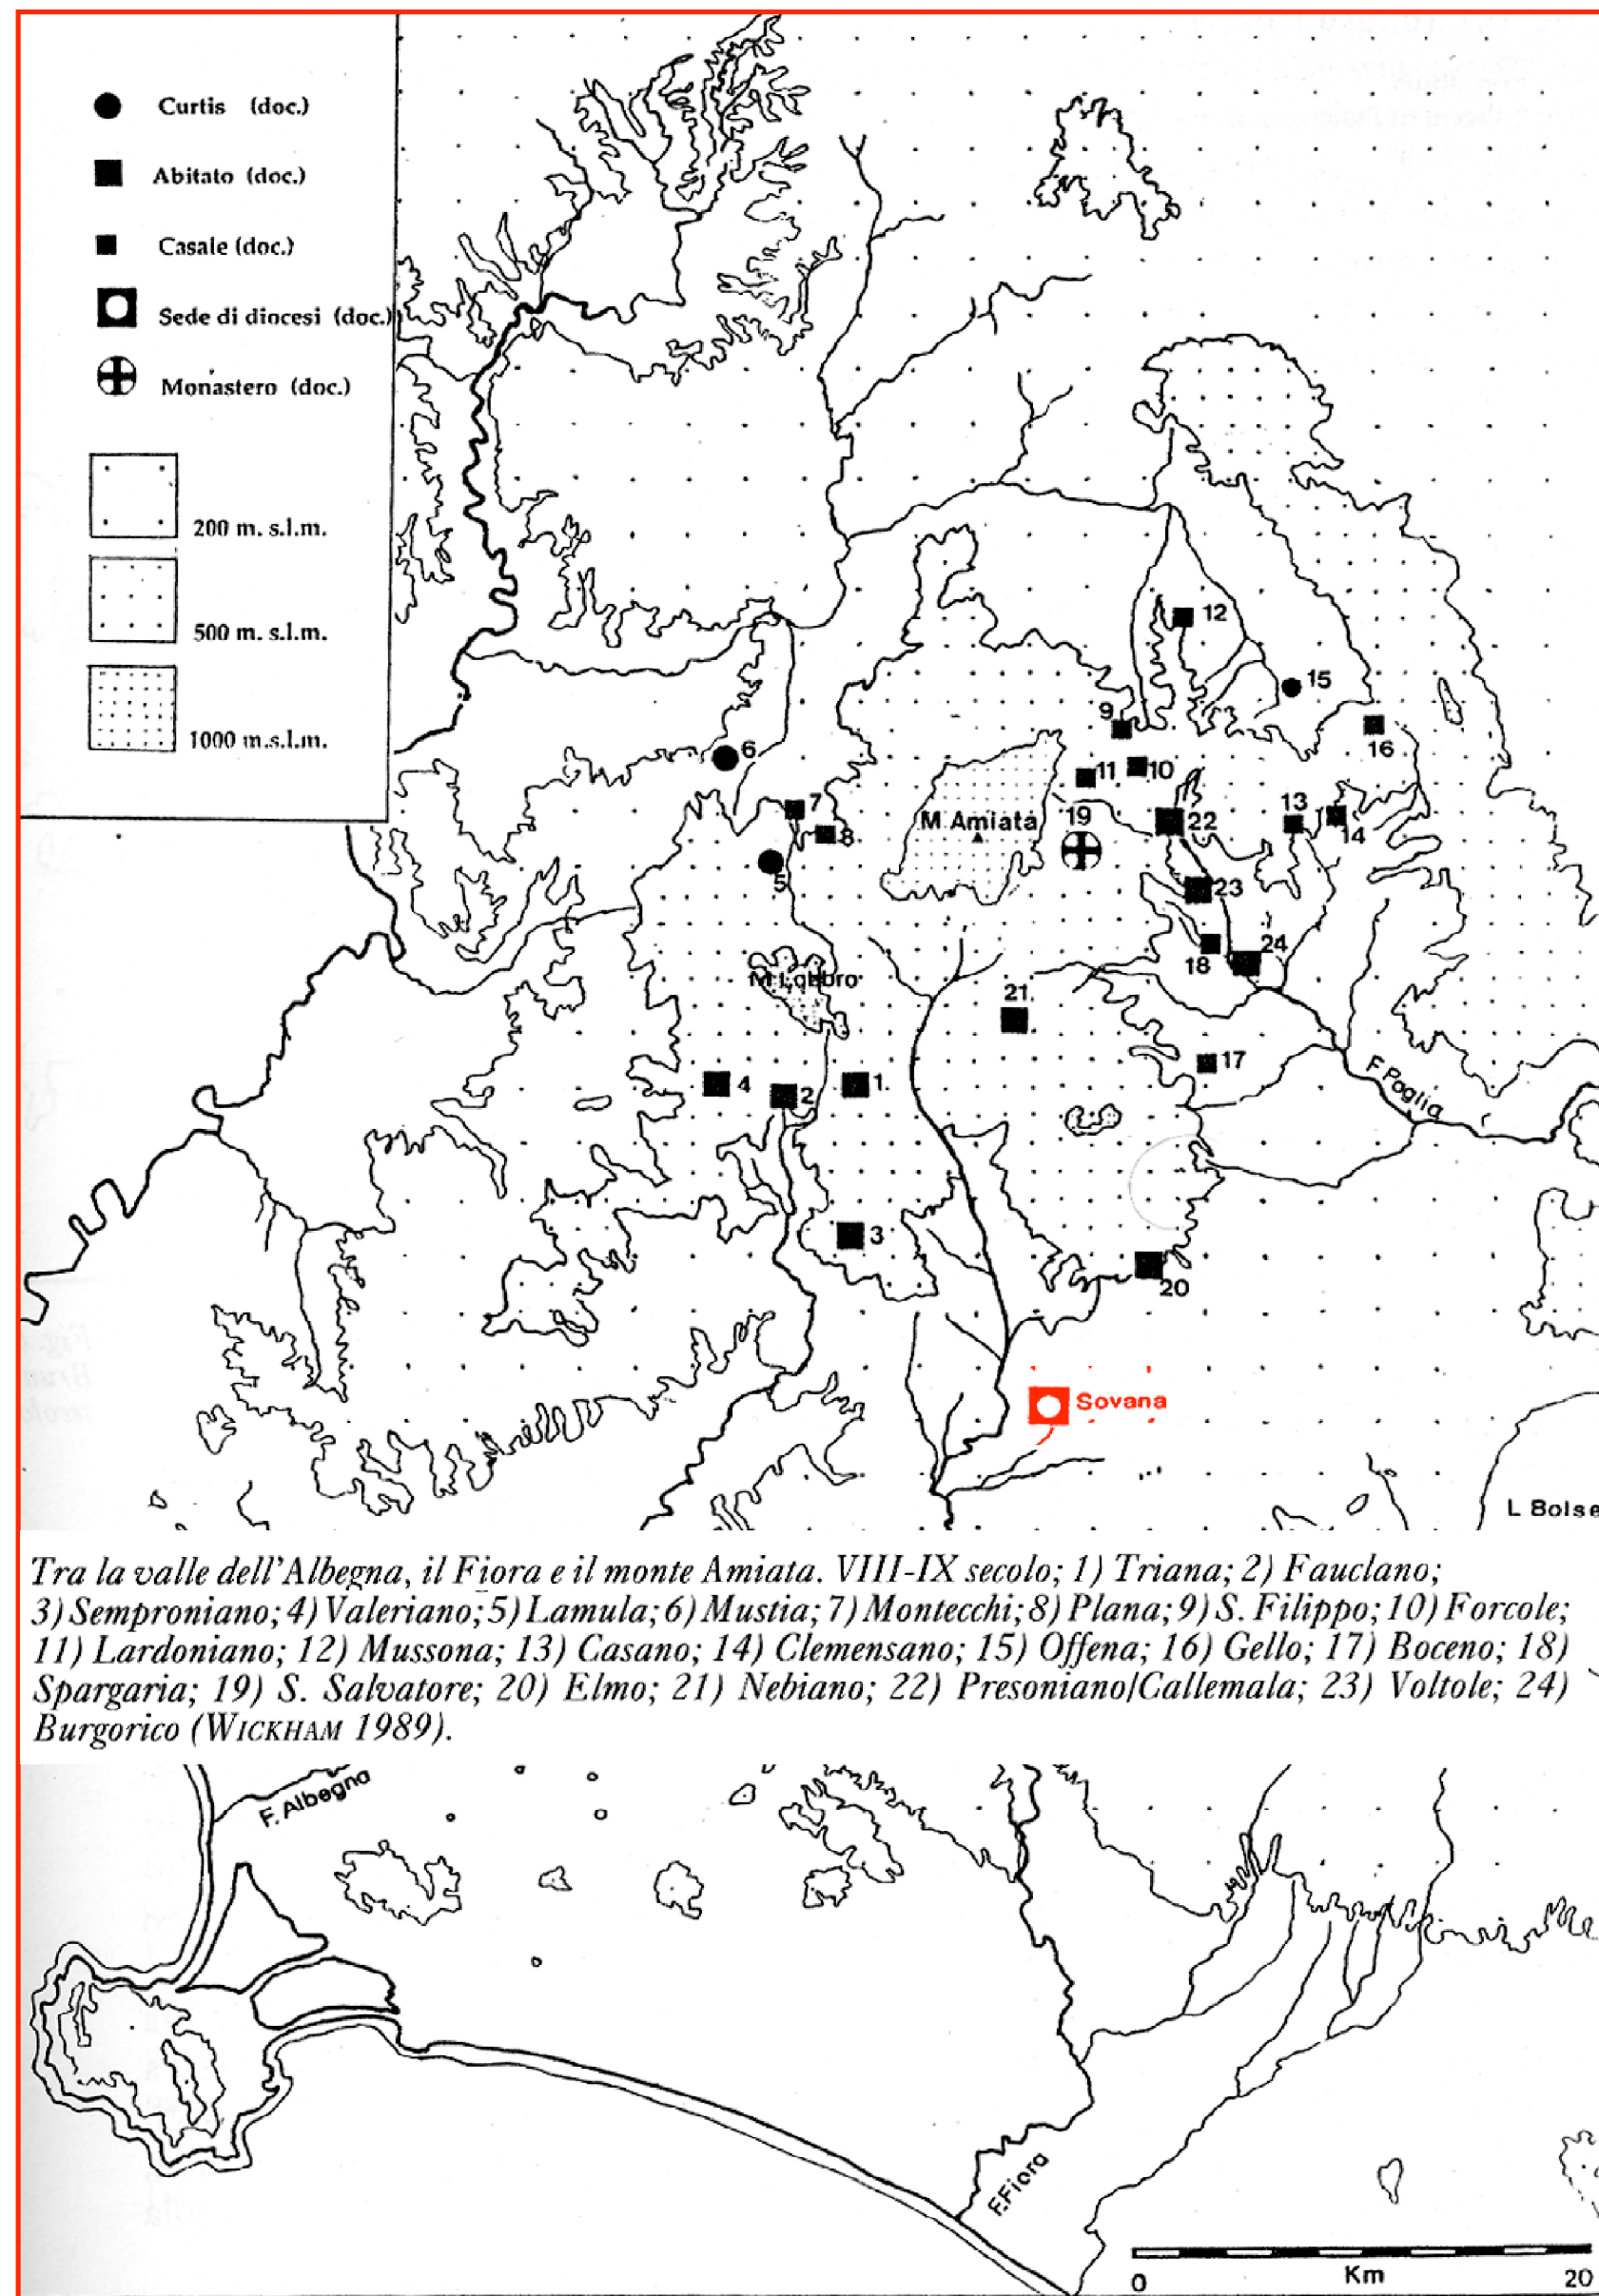 Curtis (doc.)
Abitato (doc.)
Casale (doc.)
Sede di diocesi (doc.)
Monastero (doc.)
200 m. s.l.m.
500 m. s.l.m.
1000 m.s.l.m.
12
15
9
16
6
11
10
7
8
M. Amiata
19
22
13
14
5
23
18
24
M. Labbro
21
17
4
2
1
F. Paglia
3
20
Sovana
L Bolse
Tra la valle dell'Albegna, il Fiora e il monte Amiata. VIII-IX secolo; 1) Triana; 2) Fauclano;
3) Semproniano; 4) Valeriano; 5) Lamula; 6) Mustia; 7) Montecchi; 8) Plana; 9) S. Filippo; 10) Forcole;
11) Lardoniano; 12) Mussona; 13) Casano; 14) Clemensano; 15) Offena; 16) Gello; 17) Boceno; 18)
Spargaria; 19) S. Salvatore; 20) Elmo; 21) Nebiano; 22) Presoniano/Callemala; 23) Voltole; 24)
Burgorico (WICKHAM 1989).
F. Albegna
F.Fiora
0 Km 20